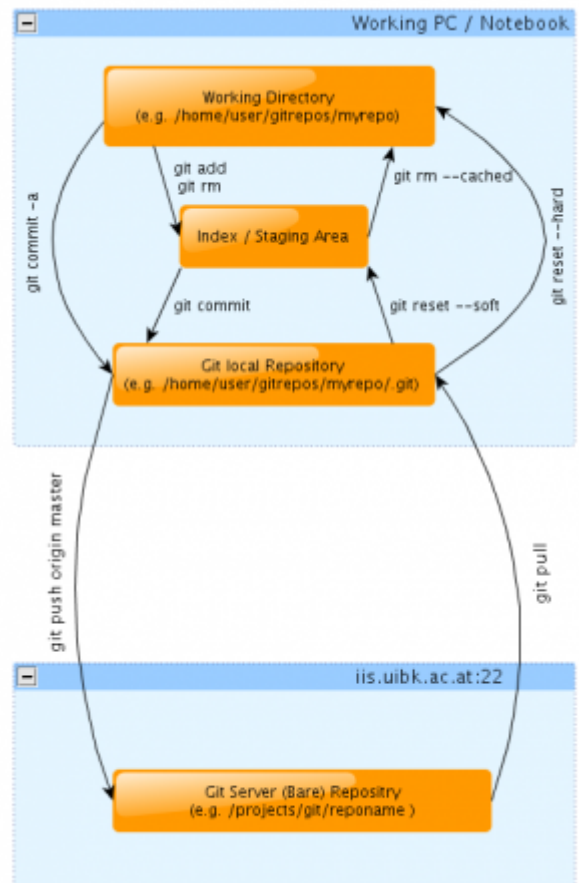 Working PC / Notebook
Working Directory
(e.g. /home/user/gitrepos/myrepo)
git add
git rm
git rm --cached
git commit -a
Index / Staging Area
git reset --hard
git commit
git reset --soft
Git local Repository
(e.g. /home/user/gitrepos/myrepo/.git)
git push origin master
git pull
iis.uibk.ac.at:22
Git Server (Bare) Repositry
(e.g. /projects/git/reponame )